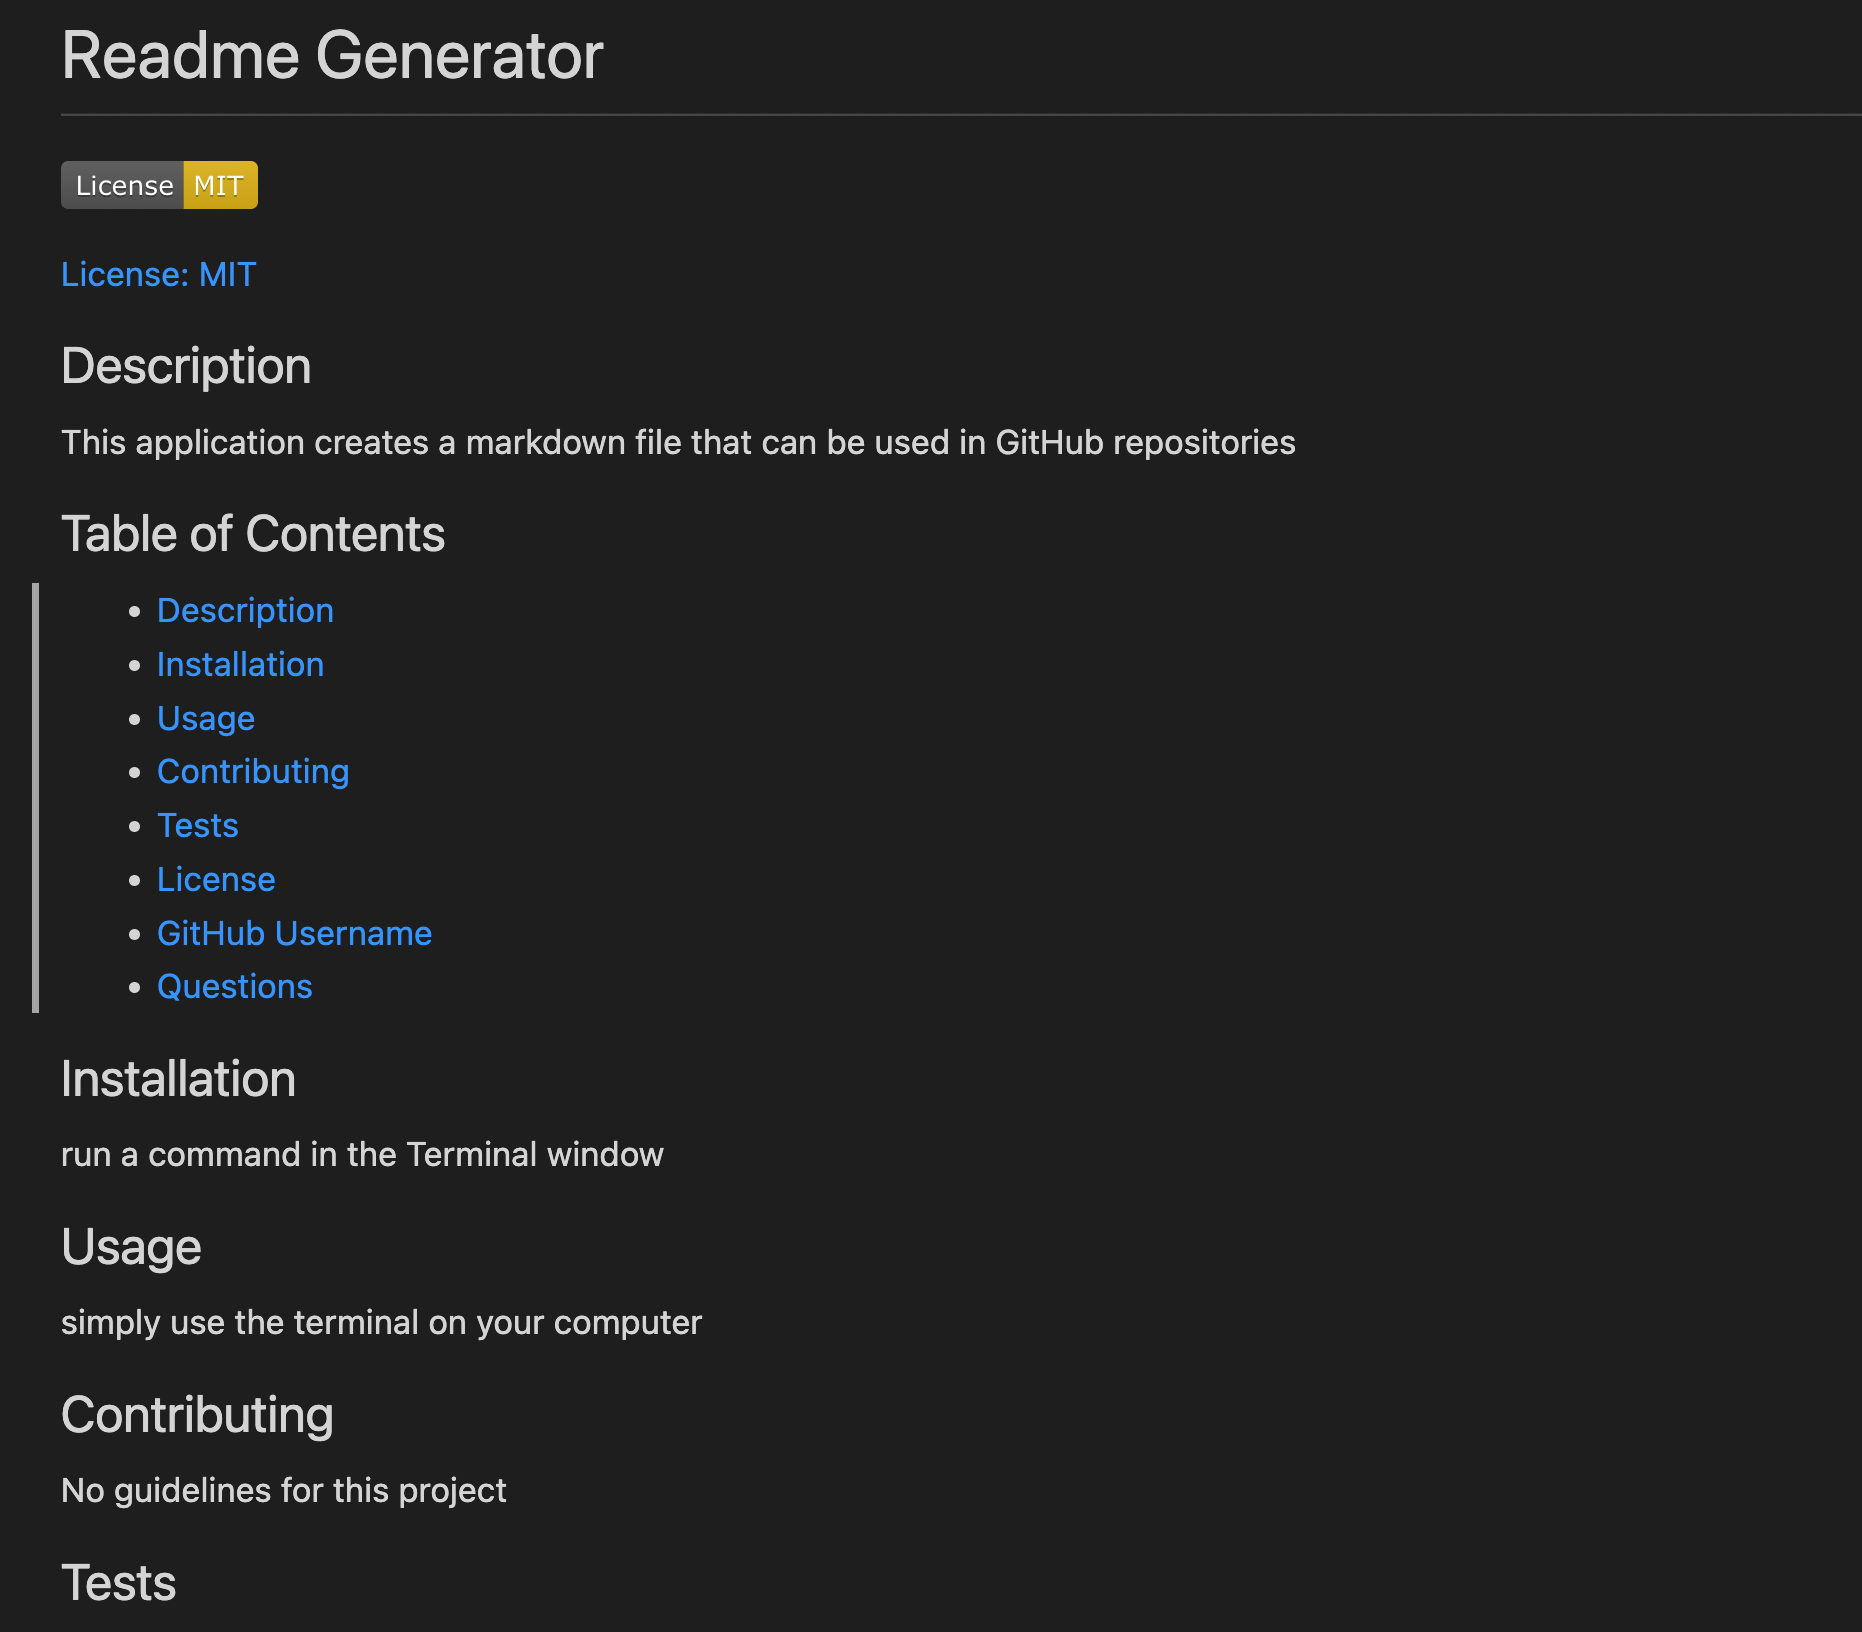 Readme Generator
License MIT
License: MIT
Description
This application creates a markdown file that can be used in GitHub repositories
Table of Contents
Description
Installation
Usage
Contributing
Tests
License
GitHub Username
Questions
Installation
run a command in the Terminal window
Usage
simply use the terminal on your computer
Contributing
No guidelines for this project
Tests